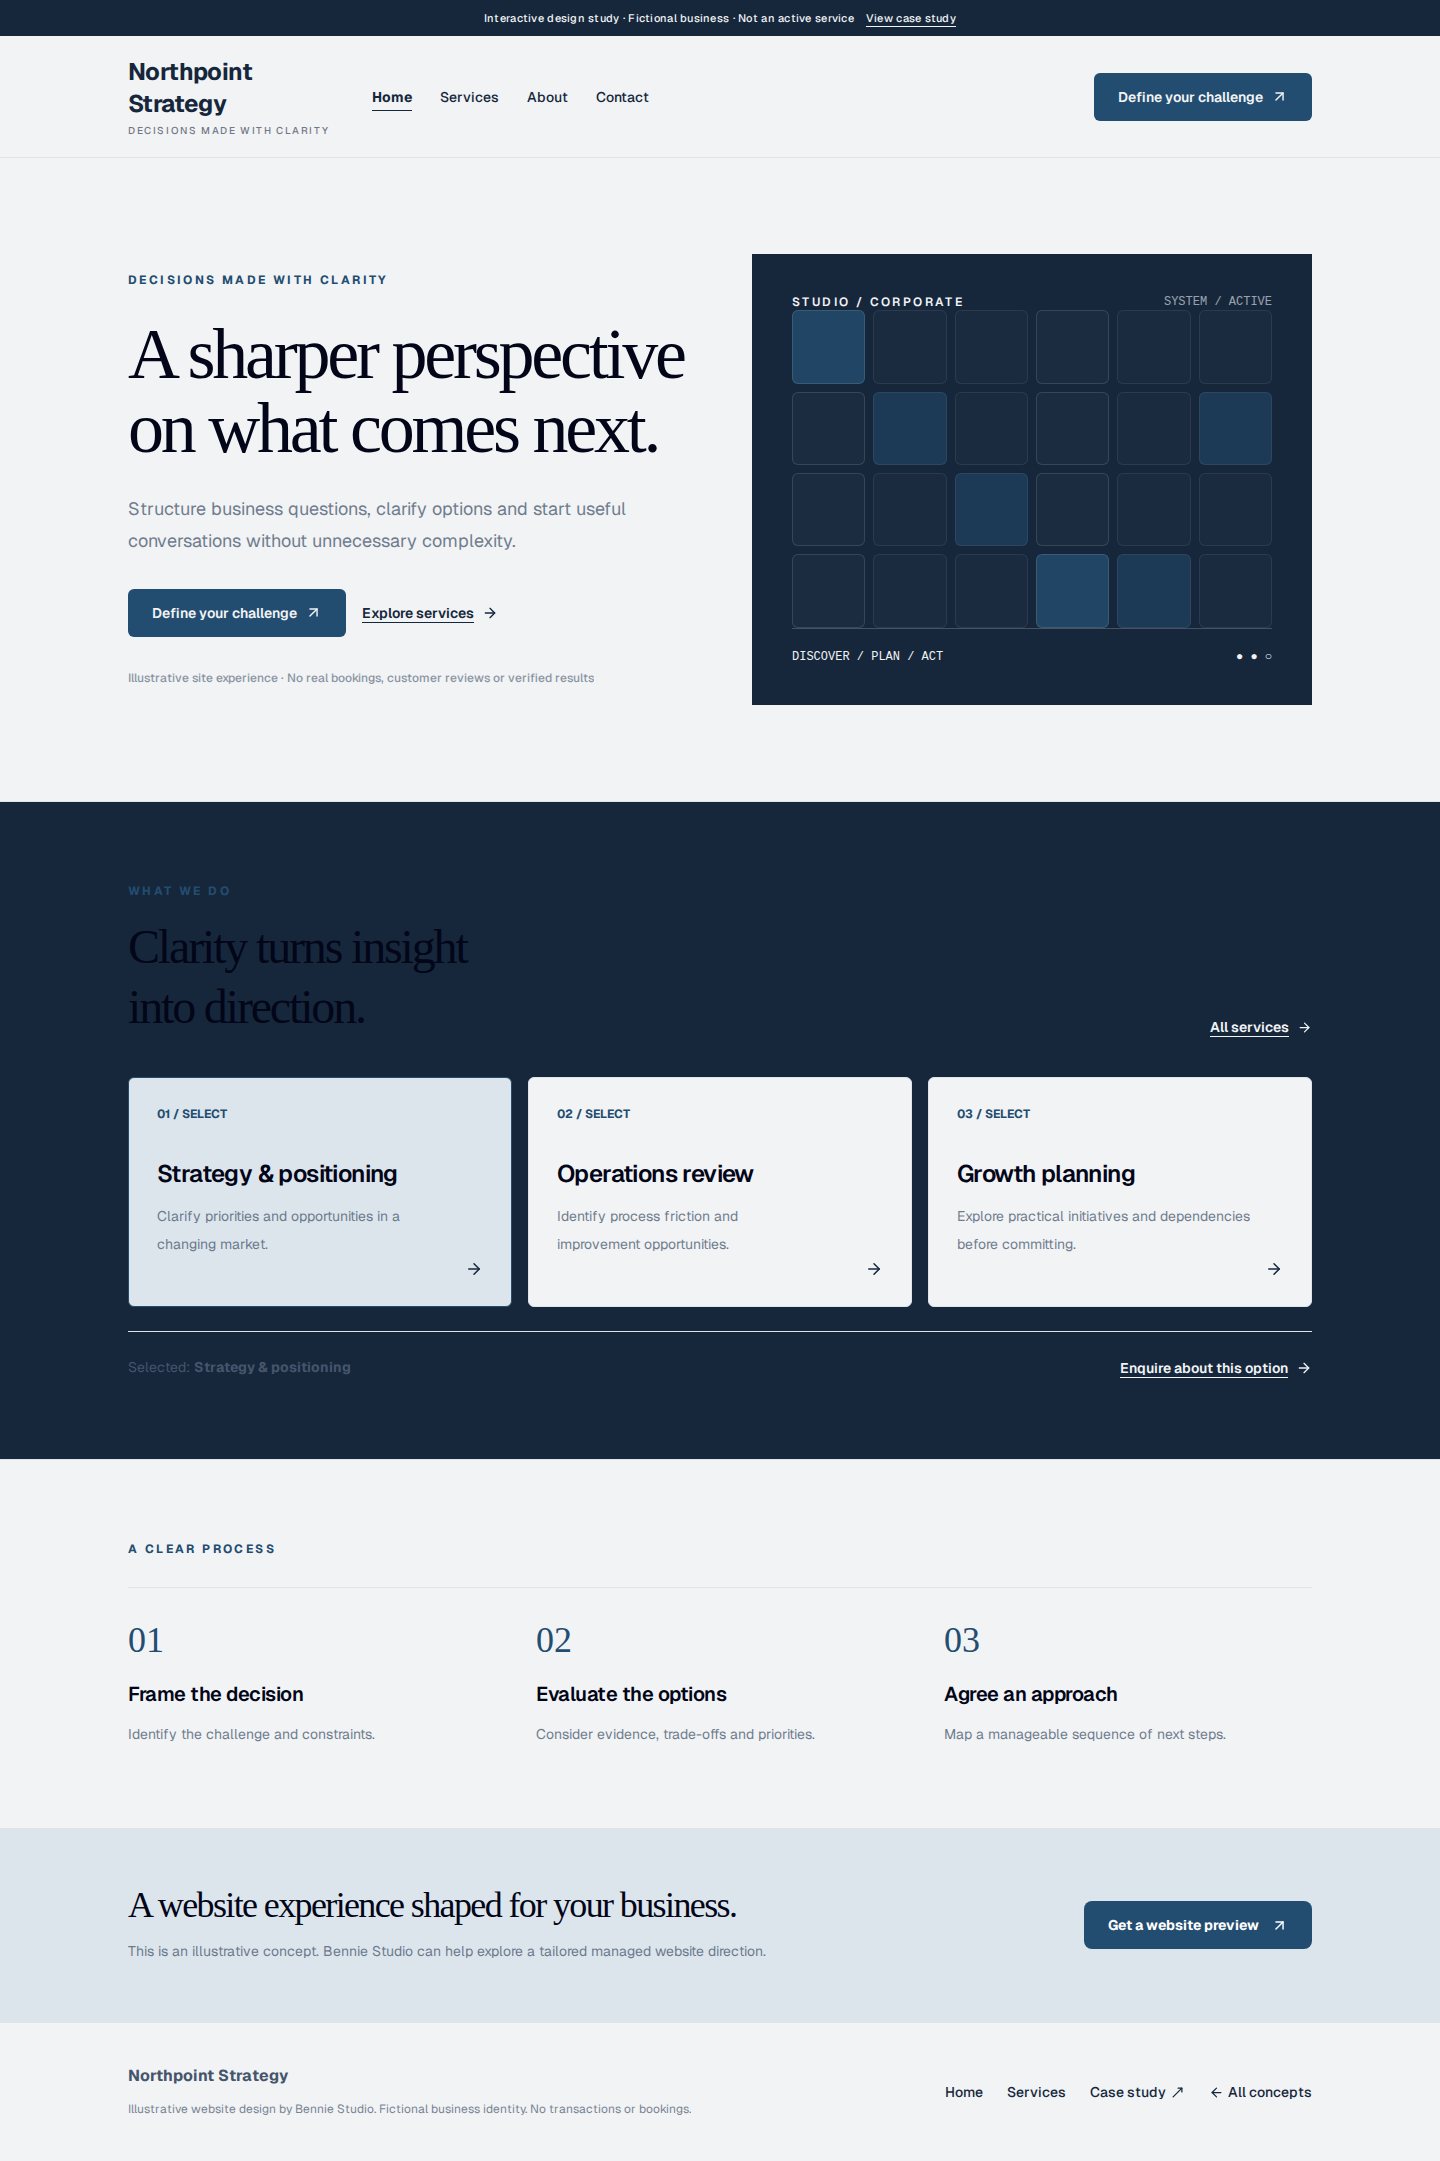 Interactive design study · Fictional business · Not an active service View case study
Northpoint
Strategy
DECISIONS MADE WITH CLARITY
Home Services About Contact
Define your challenge ↗
DECISIONS MADE WITH CLARITY
A sharper perspective
on what comes next.
Structure business questions, clarify options and start useful
conversations without unnecessary complexity.
Define your challenge ↗ Explore services →
Illustrative site experience · No real bookings, customer reviews or verified results
STUDIO / CORPORATE SYSTEM / ACTIVE
DISCOVER / PLAN / ACT ● ● ○
WHAT WE DO
Clarity turns insight
into direction.
All services →
01 / SELECT
Strategy & positioning
Clarify priorities and opportunities in a
changing market.
→
02 / SELECT
Operations review
Identify process friction and
improvement opportunities.
→
03 / SELECT
Growth planning
Explore practical initiatives and dependencies
before committing.
→
Selected: Strategy & positioning
Enquire about this option →
A CLEAR PROCESS
01
Frame the decision
Identify the challenge and constraints.
02
Evaluate the options
Consider evidence, trade-offs and priorities.
03
Agree an approach
Map a manageable sequence of next steps.
A website experience shaped for your business.
This is an illustrative concept. Bennie Studio can help explore a tailored managed website direction.
Get a website preview ↗
Northpoint Strategy
Illustrative website design by Bennie Studio. Fictional business identity. No transactions or bookings.
Home Services Case study ↗ ← All concepts